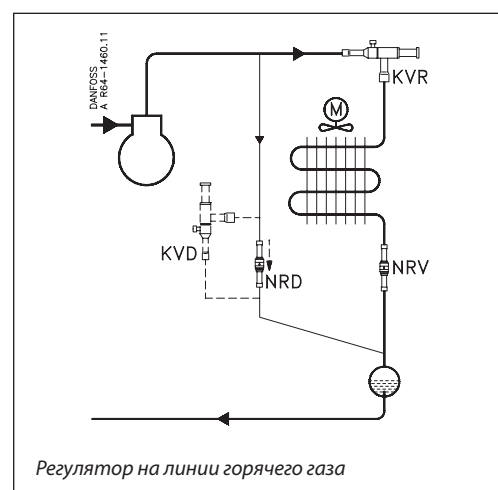 DANFOSS
A R64-1460.11
KVR
M
KVD
NRD
NRV
Регулятор на линии горячего газа